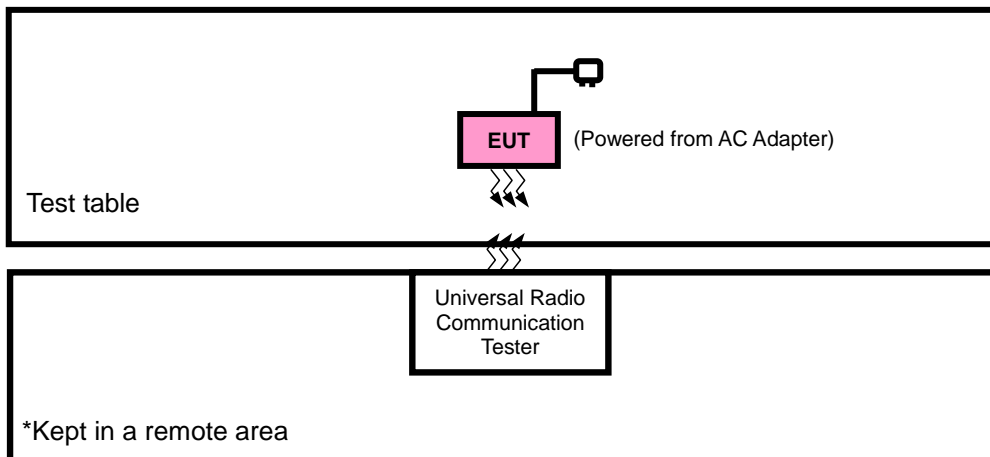 EUT
(Powered from AC Adapter)
Test table
Universal Radio
Communication
Tester
*Kept in a remote area